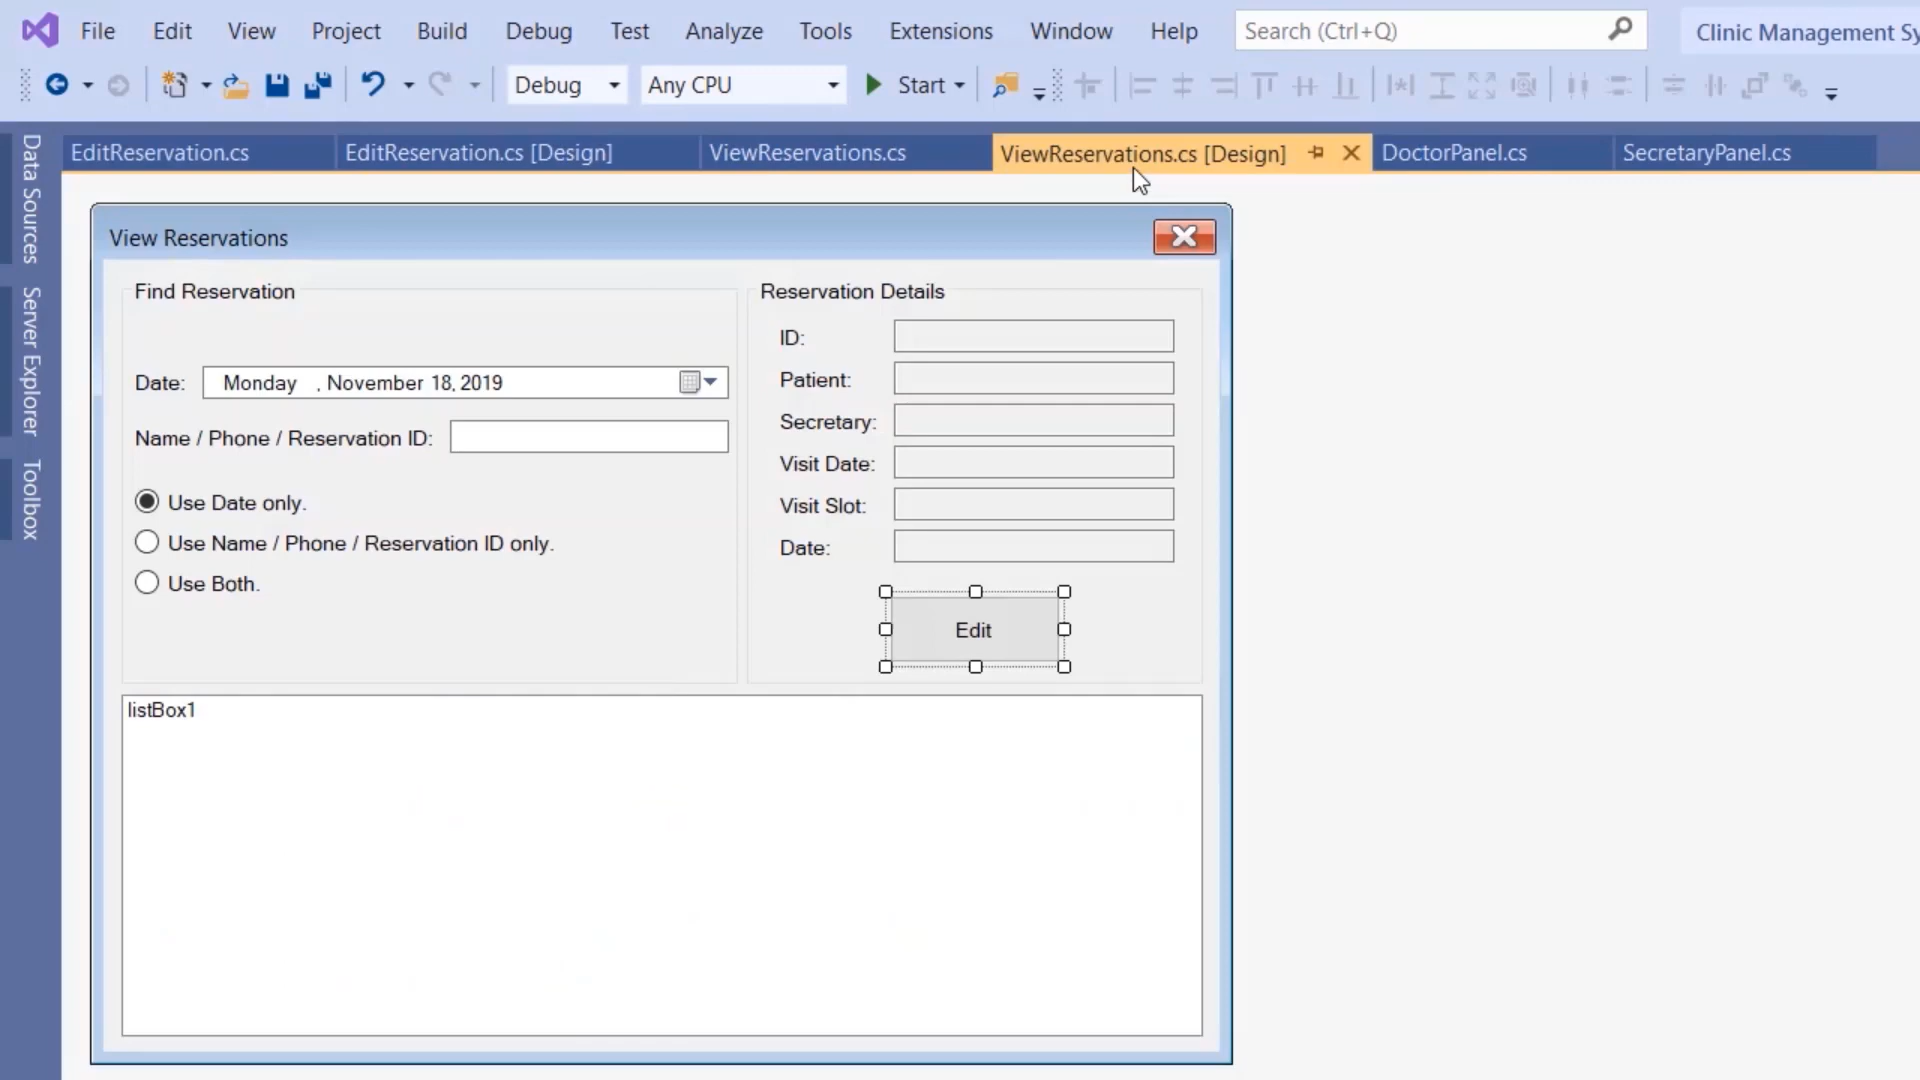 File Edit View Project Build Debug Test Analyze Tools Extensions Window Help Search (Ctrl+Q) Clinic Management Sy
Debug Any CPU Start
EditReservation.cs EditReservation.cs [Design] ViewReservations.cs ViewReservations.cs [Design] DoctorPanel.cs SecretaryPanel.cs
Data Sources
Server Explorer
Toolbox
View Reservations
Find Reservation
Date: Monday , November 18, 2019
Name / Phone / Reservation ID:
Use Date only.
Use Name / Phone / Reservation ID only.
Use Both.
Reservation Details
ID:
Patient:
Secretary:
Visit Date:
Visit Slot:
Date:
Edit
listBox1